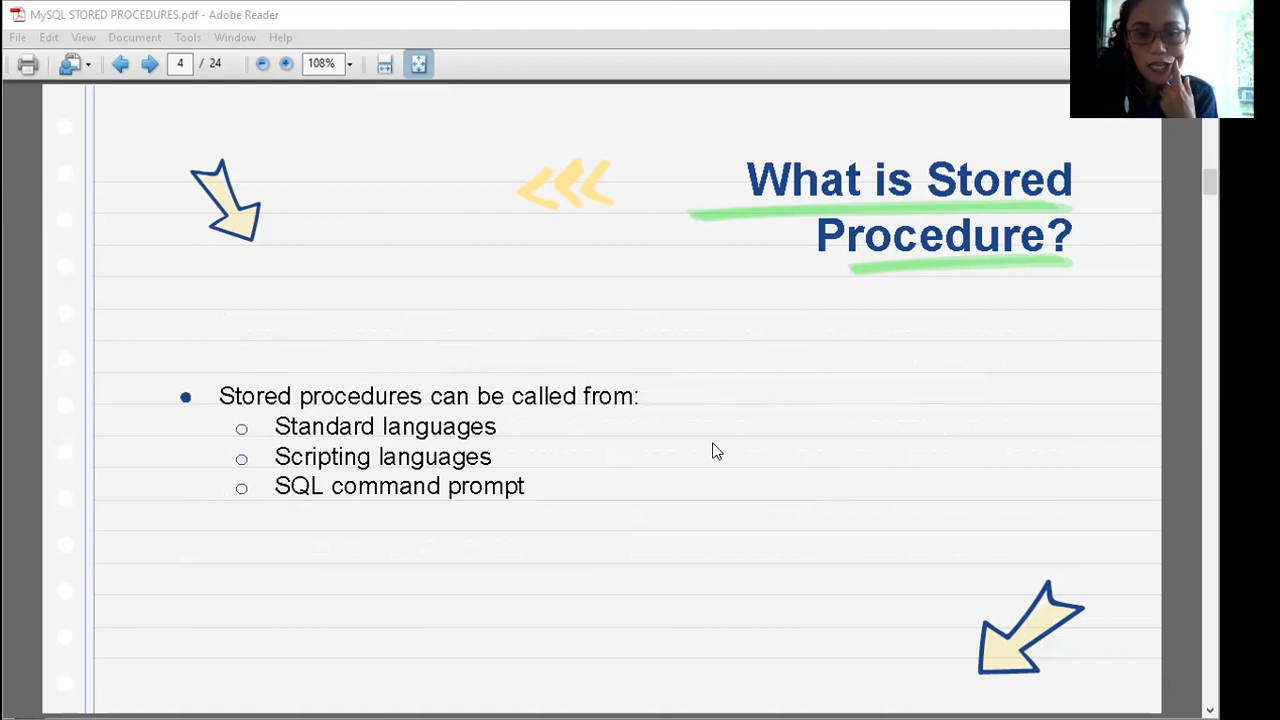 MySQL STORED PROCEDURES.pdf - Adobe Reader
File Edit View Document Tools Window Help
4 / 24 108%
What is Stored
Procedure?
Stored procedures can be called from:
Standard languages
Scripting languages
SQL command prompt